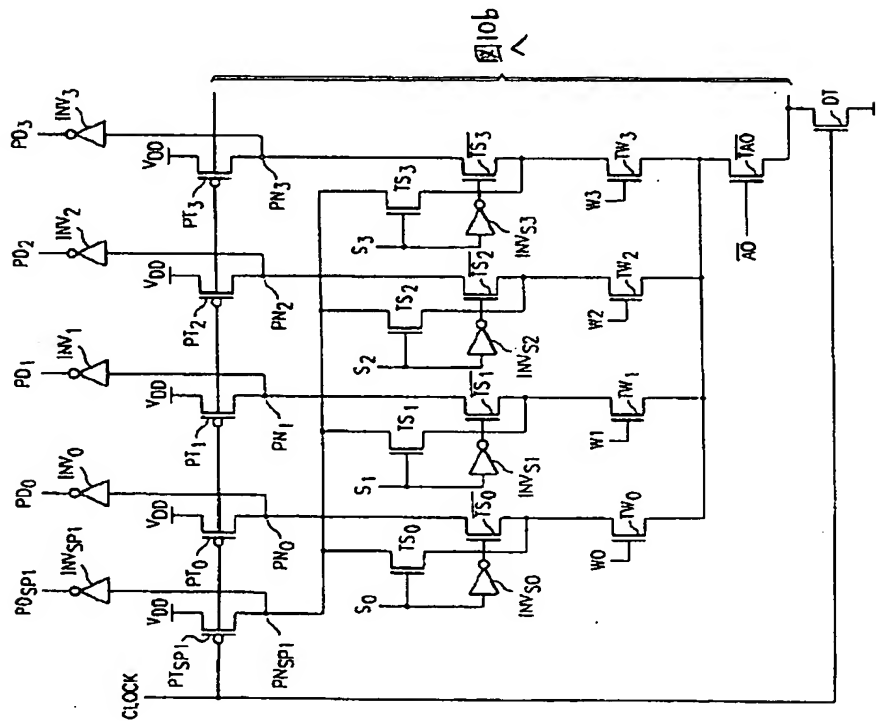 PD3
INV3
VDD
PT3
PN3
PD2
INV2
VDD
PT2
PN2
PD1
INV1
VDD
PT1
PN1
PD0
INV0
VDD
PT0
PN0
PDSP1
INVSP1
VDD
PTSP1
PNSP1
CLOCK
TS3
TS3
S3
INVS3
TS2
TS2
S2
INVS2
TS1
TS1
S1
INVS1
TS0
TS0
S0
INVS0
TW3
W3
TW2
W2
TW1
W1
TW0
W0
TA0
A0
DT
図10b
へ